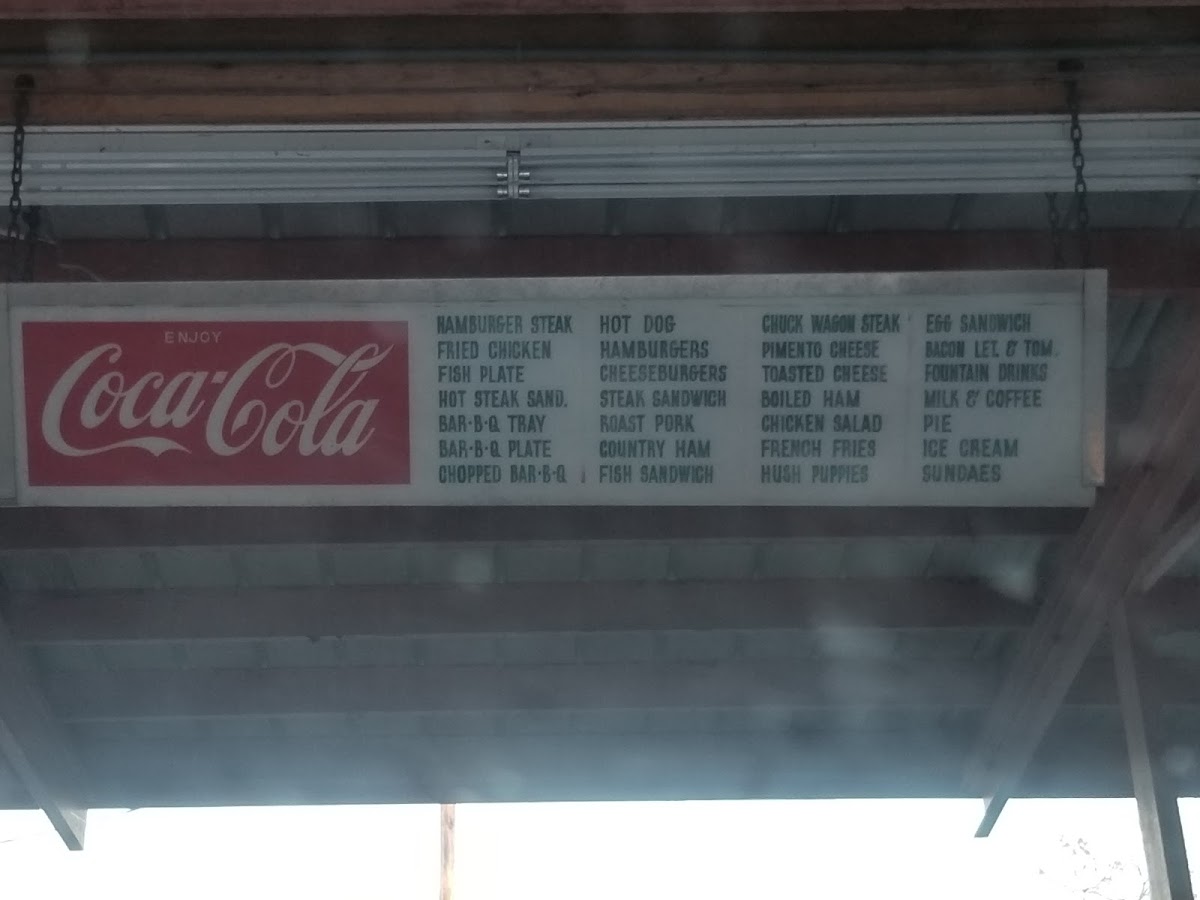 ENJOY
Coca-Cola
HAMBURGER STEAK
FRIED CHICKEN
FISH PLATE
HOT STEAK SAND.
BAR-B-Q TRAY
BAR-B-Q PLATE
CHOPPED BAR-B-Q
HOT DOG
HAMBURGERS
CHEESEBURGERS
STEAK SANDWICH
ROAST PORK
COUNTRY HAM
FISH SANDWICH
CHUCK WAGON STEAK
PIMENTO CHEESE
TOASTED CHEESE
BOILED HAM
CHICKEN SALAD
FRENCH FRIES
HUSH PUPPIES
EGG SANDWICH
BACON LET. & TOM.
FOUNTAIN DRINKS
MILK & COFFEE
PIE
ICE CREAM
SUNDAES